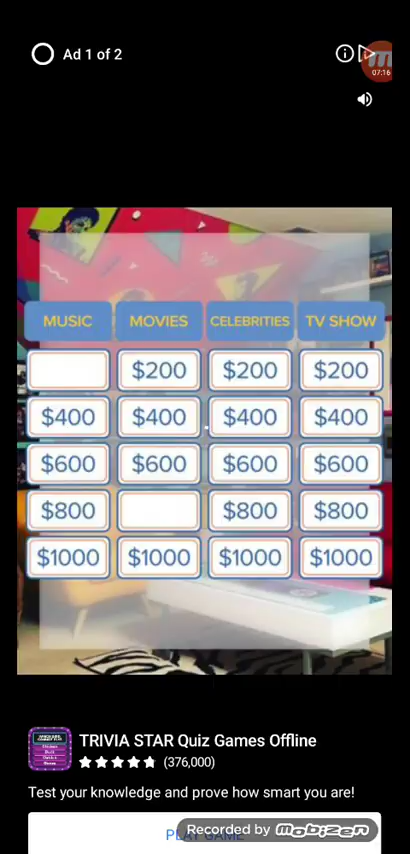 Ad 1 of 2
07:16
MUSIC MOVIES CELEBRITIES TV SHOW
$200 $200 $200
$400 $400 $400 $400
$600 $600 $600 $600
$800 $800 $800
$1000 $1000 $1000 $1000
TRIVIA STAR Quiz Games Offline
(376,000)
Test your knowledge and prove how smart you are!
PLAY GAME
Recorded by mobizen